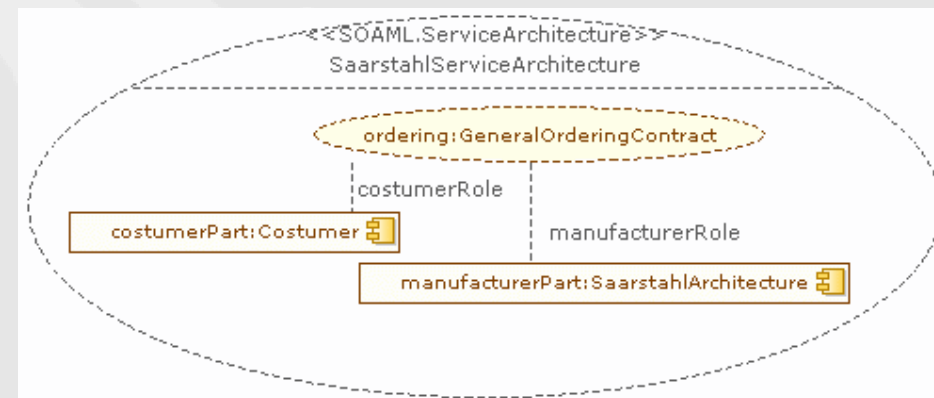 <<SOAML.ServiceArchitecture>>
SaarstahlServiceArchitecture
ordering:GeneralOrderingContract
costumerRole
costumerPart:Costumer
manufacturerRole
manufacturerPart:SaarstahlArchitecture